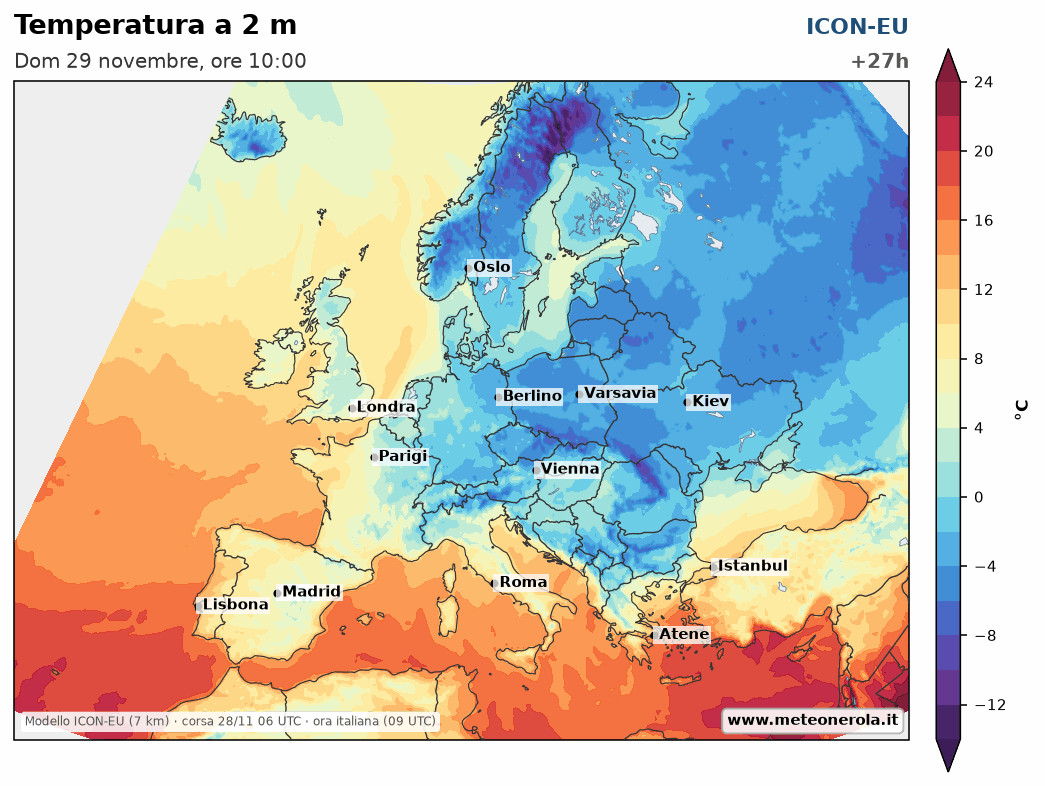 Temperatura a 2 m
ICON-EU
Dom 29 novembre, ore 10:00
+27h
24
20
16
12
8
4
0
−4
−8
−12
°C
Oslo
Londra
Berlino
Varsavia
Kiev
Parigi
Vienna
Istanbul
Roma
Madrid
Lisbona
Atene
Modello ICON-EU (7 km) · corsa 28/11 06 UTC · ora italiana (09 UTC)
www.meteonerola.it